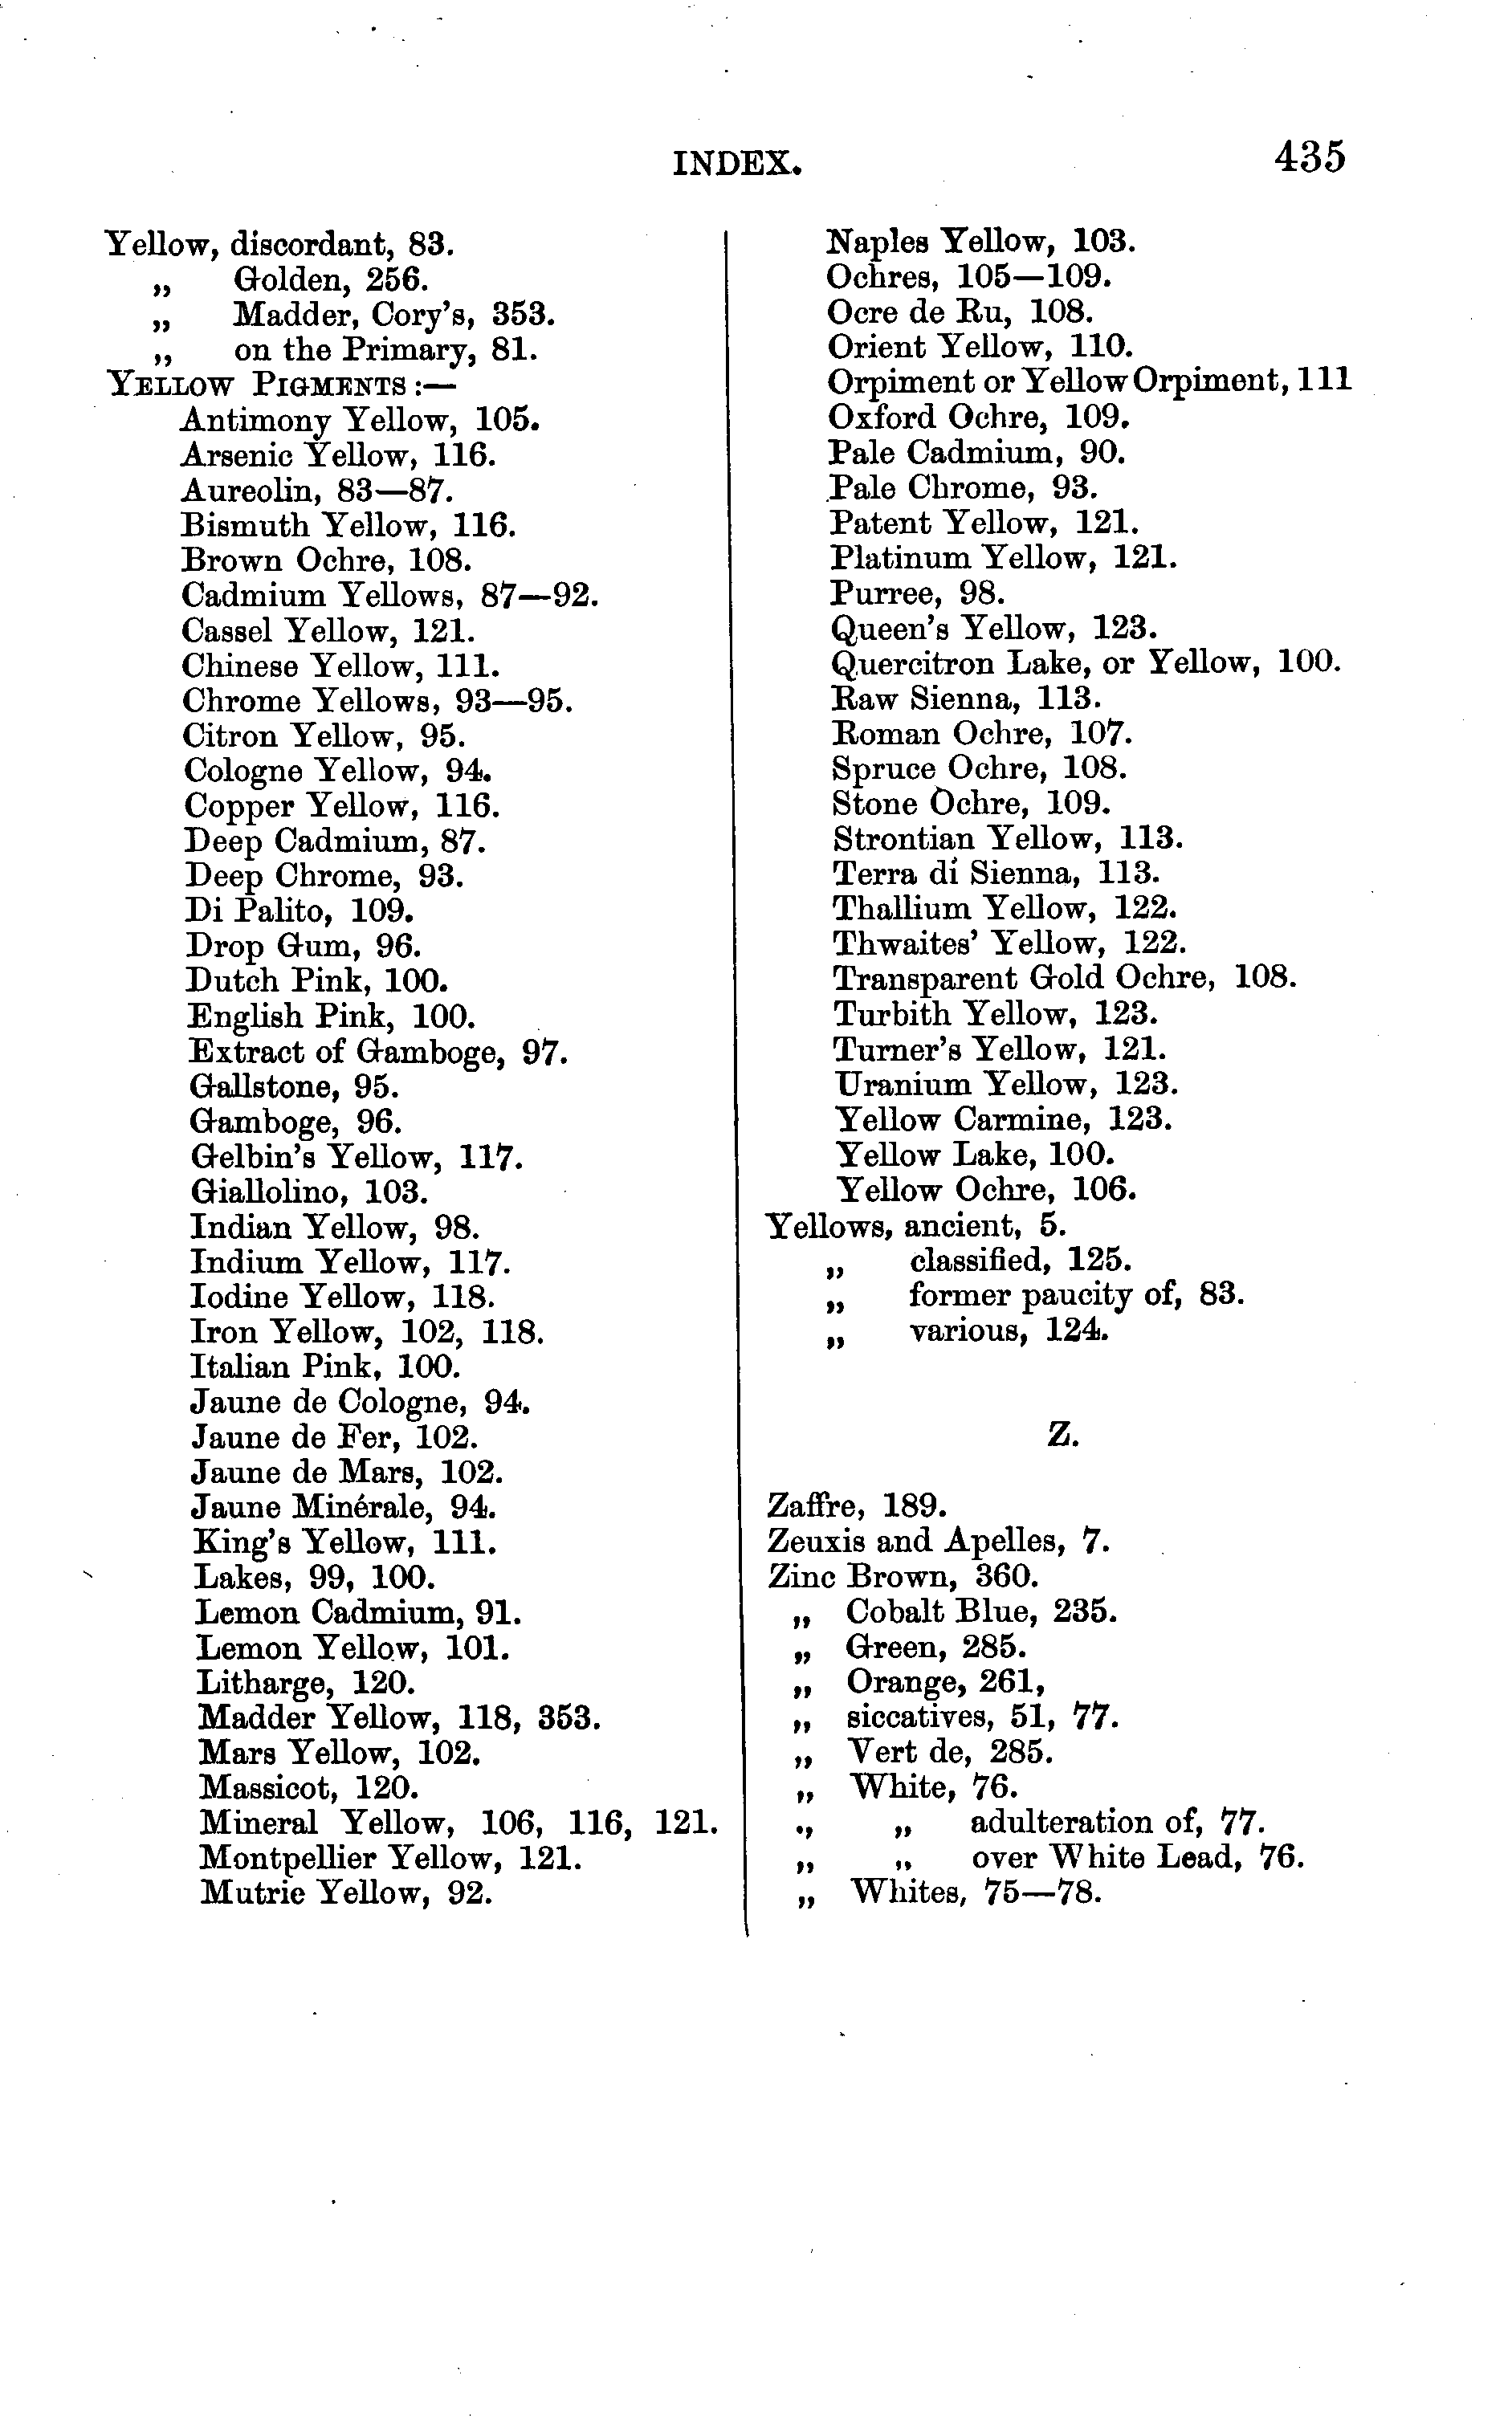 INDEX. 435
Yellow, discordant, 83.
„ Golden, 256.
„ Madder, Cory's, 353.
„ on the Primary, 81.
YELLOW PIGMENTS:—
Antimony Yellow, 105.
Arsenic Yellow, 116.
Aureolin, 83—87.
Bismuth Yellow, 116.
Brown Ochre, 108.
Cadmium Yellows, 87—92.
Cassel Yellow, 121.
Chinese Yellow, 111.
Chrome Yellows, 93—95.
Citron Yellow, 95.
Cologne Yellow, 94.
Copper Yellow, 116.
Deep Cadmium, 87.
Deep Chrome, 93.
Di Palito, 109.
Drop Gum, 96.
Dutch Pink, 100.
English Pink, 100.
Extract of Gamboge, 97.
Gallstone, 95.
Gamboge, 96.
Gelbin's Yellow, 117.
Giallolino, 103.
Indian Yellow, 98.
Indium Yellow, 117.
Iodine Yellow, 118.
Iron Yellow, 102, 118.
Italian Pink, 100.
Jaune de Cologne, 94.
Jaune de Fer, 102.
Jaune de Mars, 102.
Jaune Minérale, 94.
King's Yellow, 111.
Lakes, 99, 100.
Lemon Cadmium, 91.
Lemon Yellow, 101.
Litharge, 120.
Madder Yellow, 118, 353.
Mars Yellow, 102.
Massicot, 120.
Mineral Yellow, 106, 116, 121.
Montpellier Yellow, 121.
Mutrie Yellow, 92.
Naples Yellow, 103.
Ochres, 105—109.
Ocre de Ru, 108.
Orient Yellow, 110.
Orpiment or Yellow Orpiment, 111
Oxford Ochre, 109.
Pale Cadmium, 90.
Pale Chrome, 93.
Patent Yellow, 121.
Platinum Yellow, 121.
Purree, 98.
Queen's Yellow, 123.
Quercitron Lake, or Yellow, 100.
Raw Sienna, 113.
Roman Ochre, 107.
Spruce Ochre, 108.
Stone Ochre, 109.
Strontian Yellow, 113.
Terra di Sienna, 113.
Thallium Yellow, 122.
Thwaites' Yellow, 122.
Transparent Gold Ochre, 108.
Turbith Yellow, 123.
Turner's Yellow, 121.
Uranium Yellow, 123.
Yellow Carmine, 123.
Yellow Lake, 100.
Yellow Ochre, 106.
Yellows, ancient, 5.
„ classified, 125.
„ former paucity of, 83.
„ various, 124.
Z.
Zaffre, 189.
Zeuxis and Apelles, 7.
Zinc Brown, 360.
„ Cobalt Blue, 235.
„ Green, 285.
„ Orange, 261,
„ siccatives, 51, 77.
„ Vert de, 285.
„ White, 76.
„ „ adulteration of, 77.
„ „ over White Lead, 76.
„ Whites, 75—78.